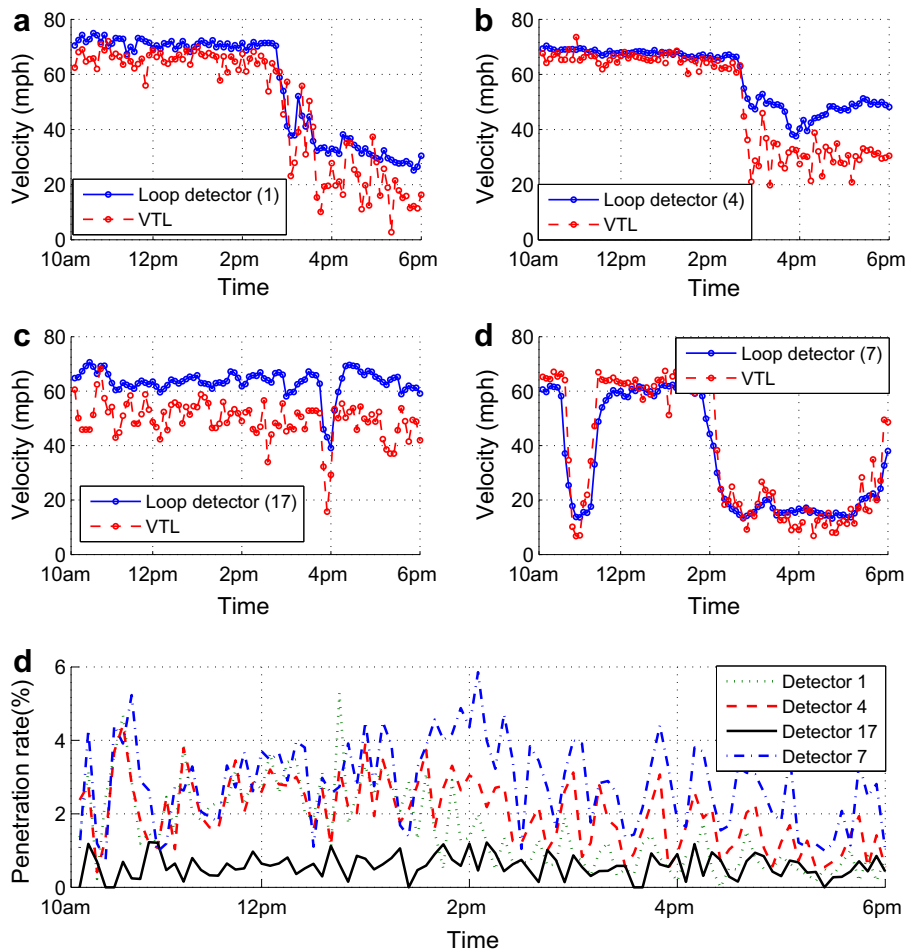 a
Velocity (mph)
80
60
40
20
0
Loop detector (1)
VTL
10am 12pm 2pm 4pm 6pm
Time
b
Velocity (mph)
80
60
40
20
0
Loop detector (4)
VTL
10am 12pm 2pm 4pm 6pm
Time
c
Velocity (mph)
80
60
40
20
0
Loop detector (17)
VTL
10am 12pm 2pm 4pm 6pm
Time
d
Velocity (mph)
80
60
40
20
0
Loop detector (7)
VTL
10am 12pm 2pm 4pm 6pm
Time
d
Penetration rate(%)
6
4
2
0
Detector 1
Detector 4
Detector 17
Detector 7
10am 12pm 2pm 4pm 6pm
Time